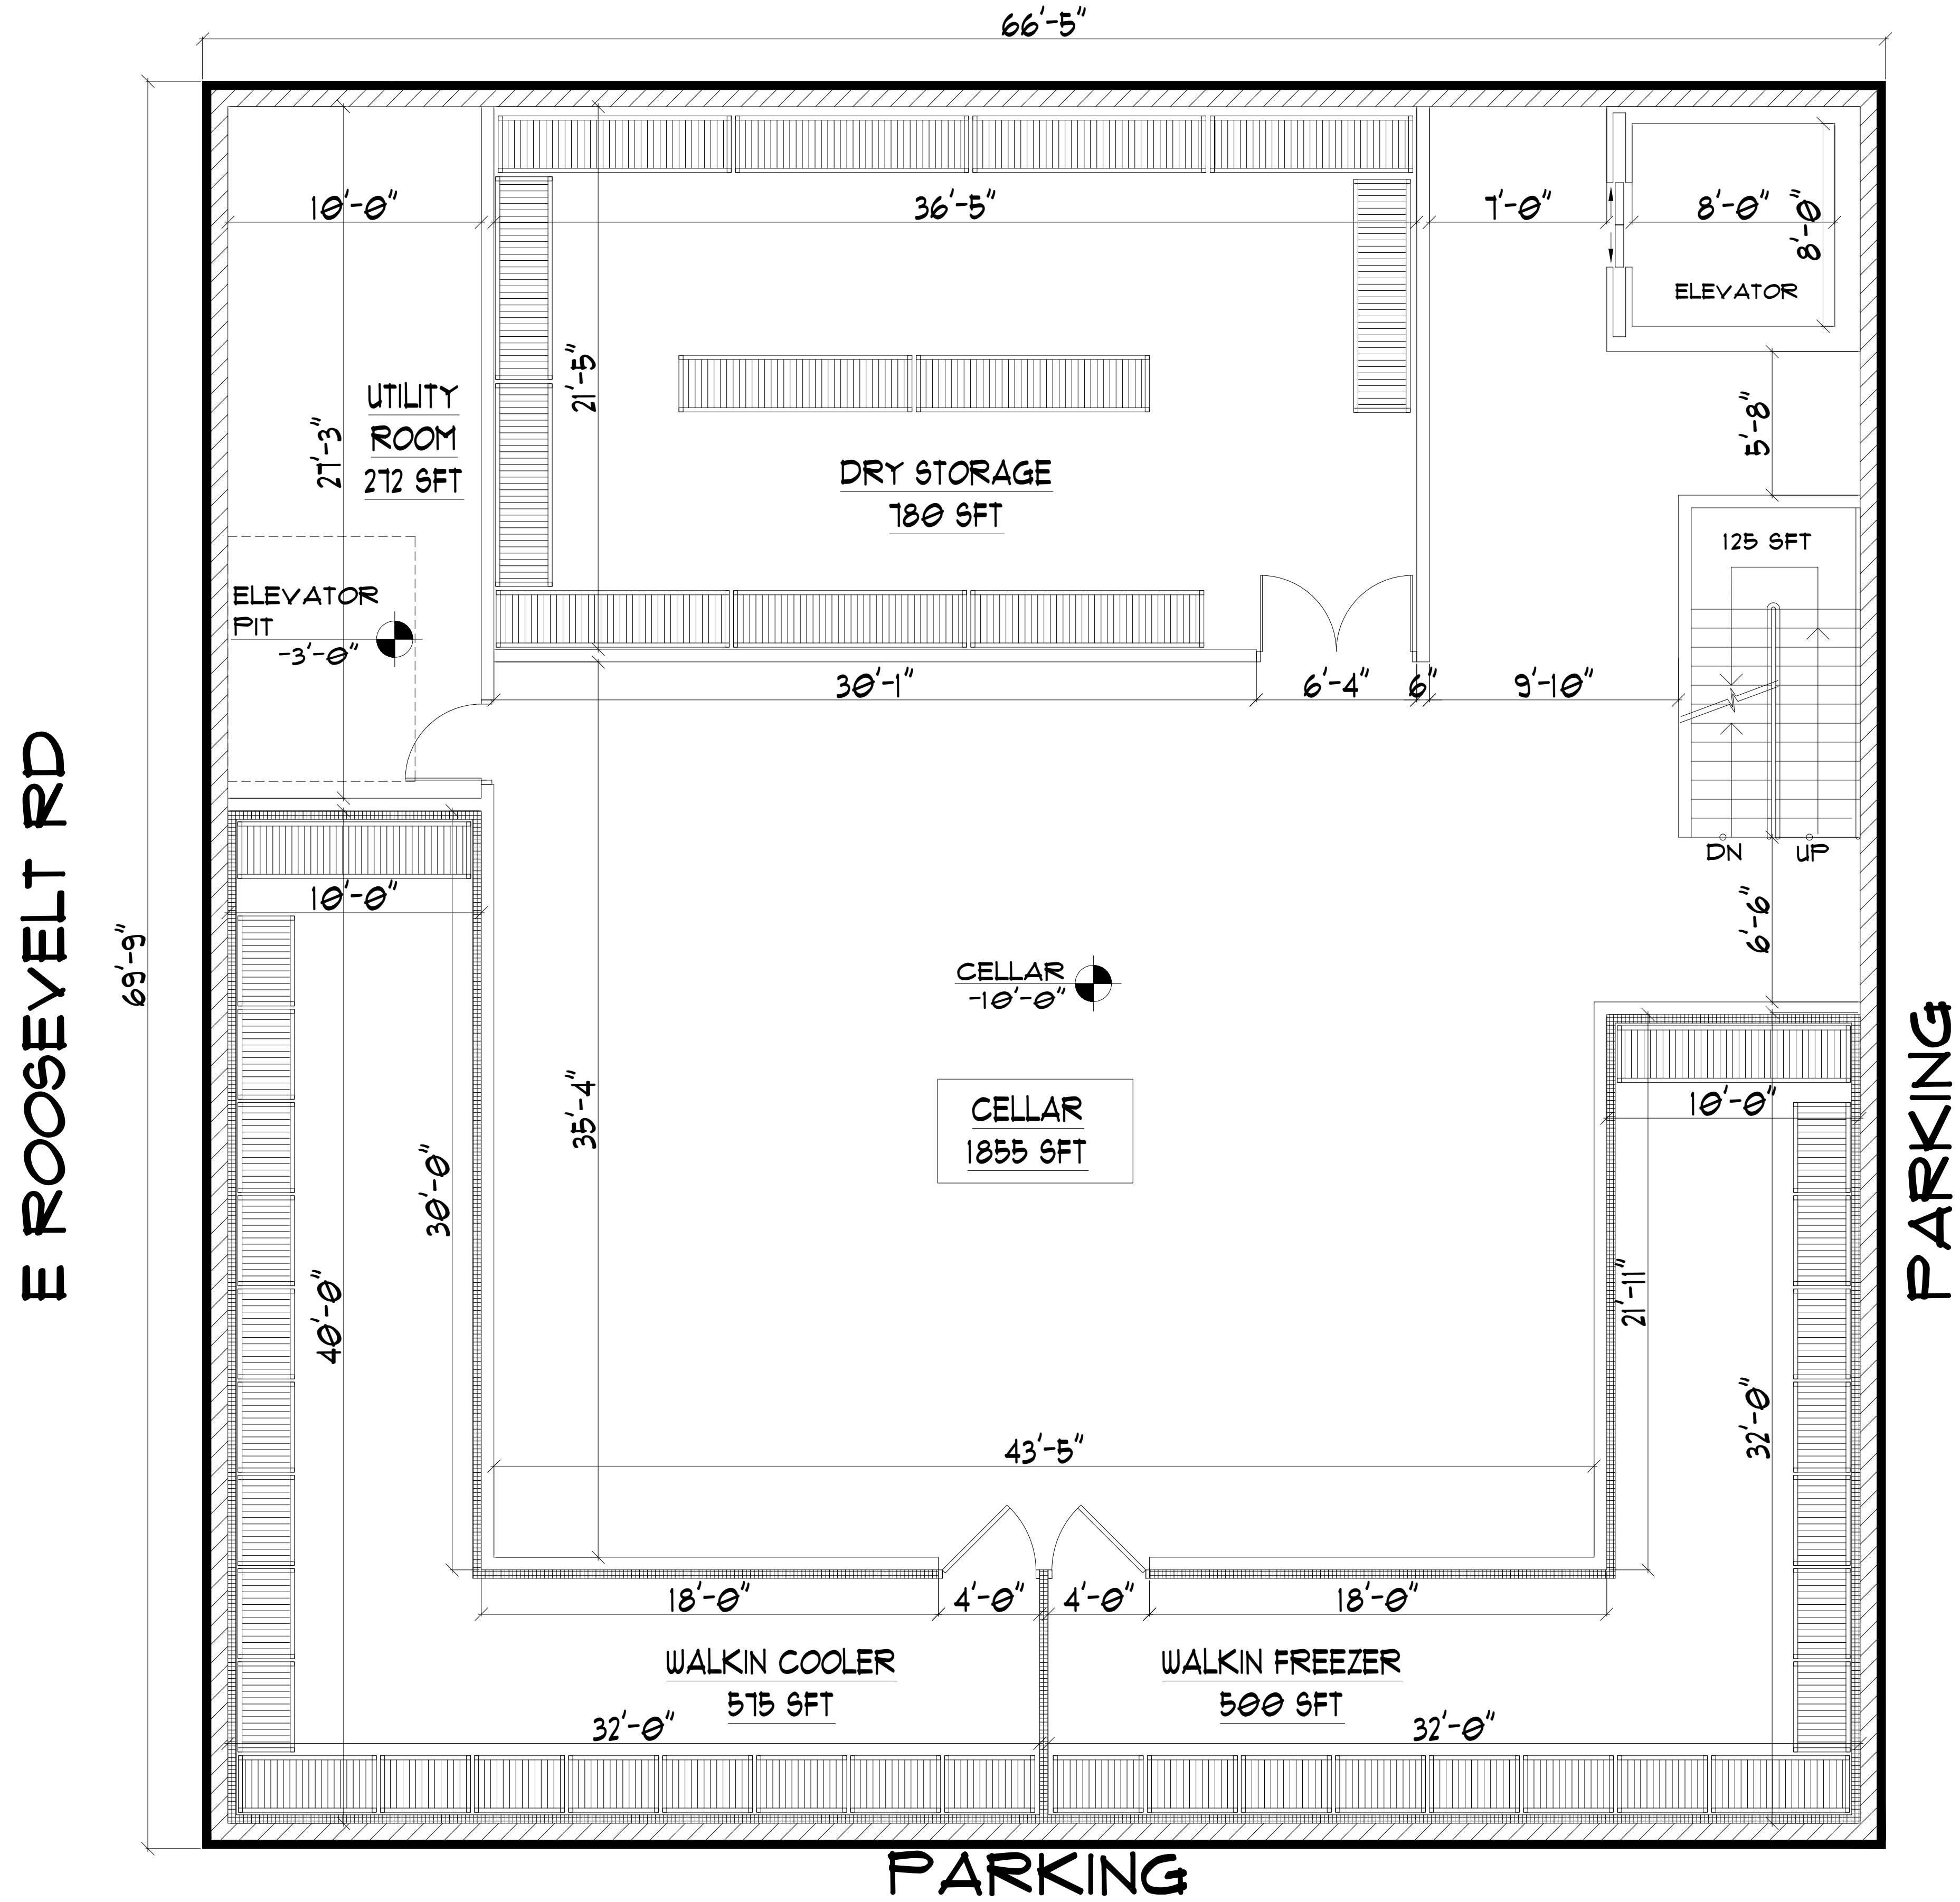 66'-5"
10'-0"
36'-5"
7'-0"
8'-0"
8'-0"
ELEVATOR
21'-5"
27'-3"
UTILITY
ROOM
272 SFT
5'-8"
DRY STORAGE
780 SFT
125 SFT
ELEVATOR
PIT
-3'-0"
30'-1"
6'-4"
6"
9'-10"
DN
UP
E ROOSEVELT RD
69'-9"
10'-0"
6'-6"
CELLAR
-10'-0"
CELLAR
1855 SFT
35'-4"
30'-0"
40'-0"
10'-0"
21'-11"
32'-0"
PARKING
43'-5"
18'-0"
4'-0"
4'-0"
18'-0"
WALKIN COOLER
575 SFT
WALKIN FREEZER
500 SFT
32'-0"
32'-0"
PARKING